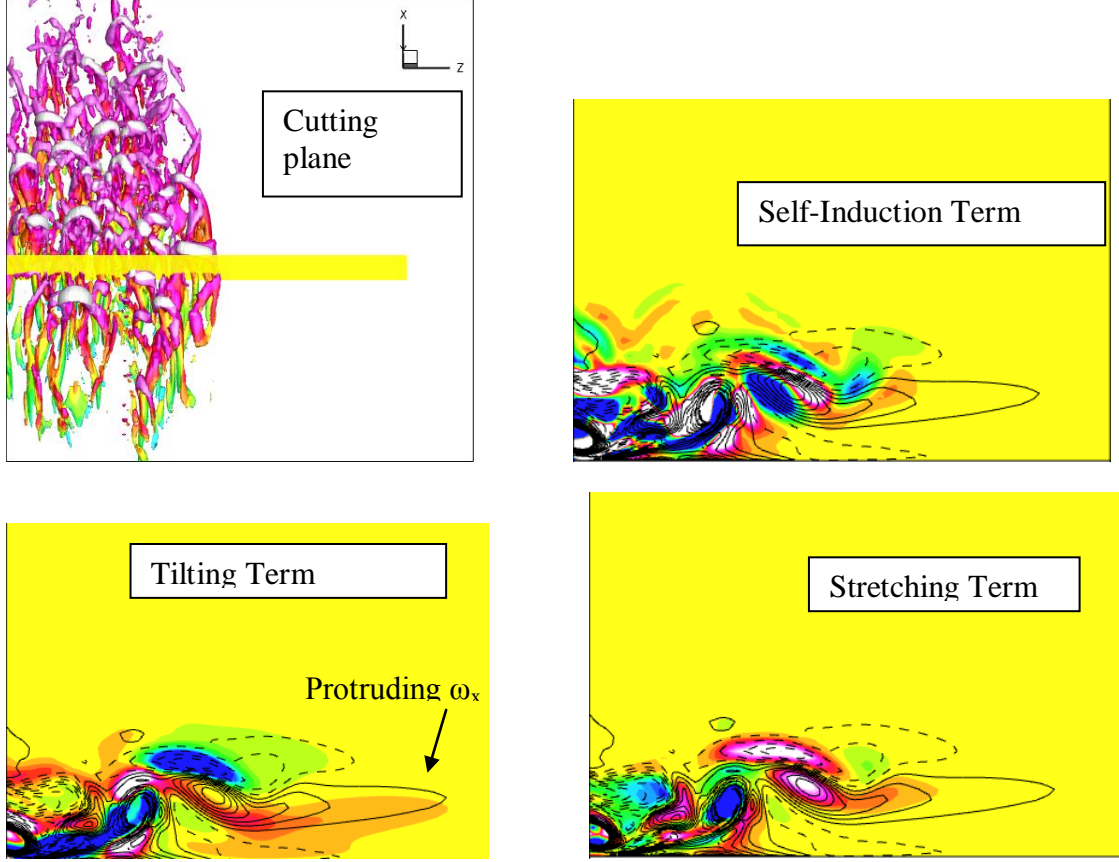 X
Z
Cutting
plane
Self-Induction Term
Tilting Term
Protruding ωx
Stretching Term